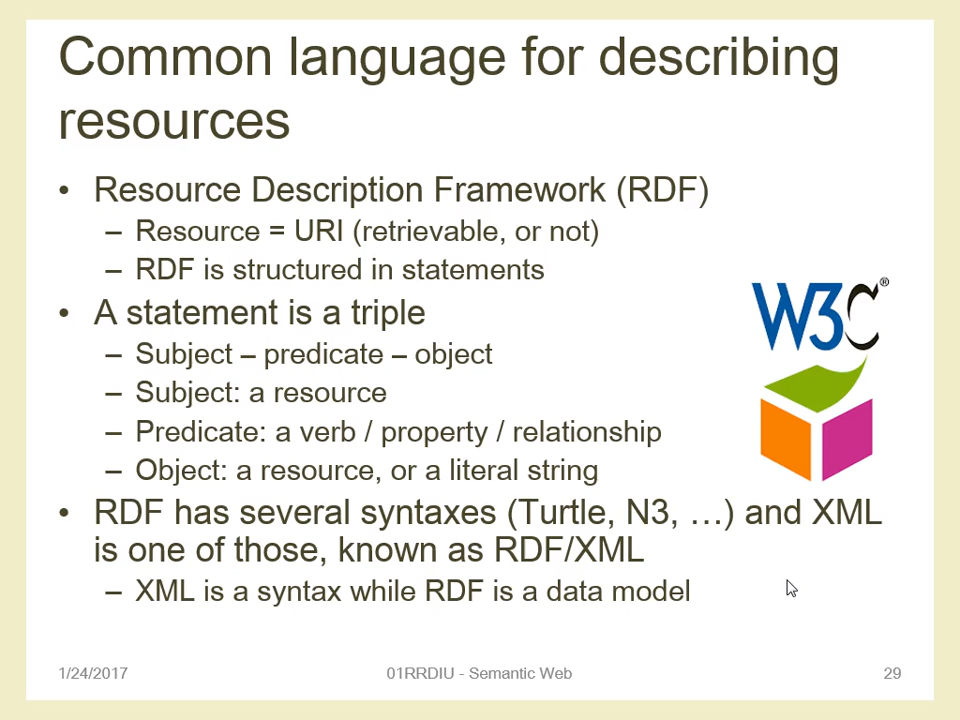 Common language for describing
resources
• Resource Description Framework (RDF)
– Resource = URI (retrievable, or not)
– RDF is structured in statements
• A statement is a triple
– Subject – predicate – object
– Subject: a resource
– Predicate: a verb / property / relationship
– Object: a resource, or a literal string
• RDF has several syntaxes (Turtle, N3, …) and XML
is one of those, known as RDF/XML
– XML is a syntax while RDF is a data model
W3C®
1/24/2017
01RRDIU - Semantic Web
29